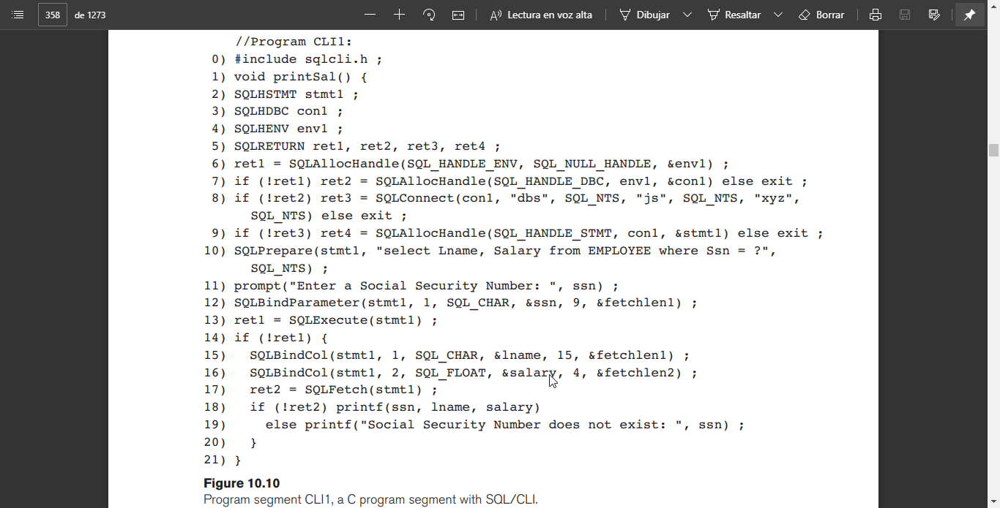 358 de 1273 Lectura en voz alta Dibujar Resaltar Borrar
//Program CLI1:
0) #include sqlcli.h ;
1) void printSal() {
2) SQLHSTMT stmt1 ;
3) SQLHDBC con1 ;
4) SQLHENV env1 ;
5) SQLRETURN ret1, ret2, ret3, ret4 ;
6) ret1 = SQLAllocHandle(SQL_HANDLE_ENV, SQL_NULL_HANDLE, &env1) ;
7) if (!ret1) ret2 = SQLAllocHandle(SQL_HANDLE_DBC, env1, &con1) else exit ;
8) if (!ret2) ret3 = SQLConnect(con1, "dbs", SQL_NTS, "js", SQL_NTS, "xyz",
SQL_NTS) else exit ;
9) if (!ret3) ret4 = SQLAllocHandle(SQL_HANDLE_STMT, con1, &stmt1) else exit ;
10) SQLPrepare(stmt1, "select Lname, Salary from EMPLOYEE where Ssn = ?",
SQL_NTS) ;
11) prompt("Enter a Social Security Number: ", ssn) ;
12) SQLBindParameter(stmt1, 1, SQL_CHAR, &ssn, 9, &fetchlen1) ;
13) ret1 = SQLExecute(stmt1) ;
14) if (!ret1) {
15) SQLBindCol(stmt1, 1, SQL_CHAR, &lname, 15, &fetchlen1) ;
16) SQLBindCol(stmt1, 2, SQL_FLOAT, &salary, 4, &fetchlen2) ;
17) ret2 = SQLFetch(stmt1) ;
18) if (!ret2) printf(ssn, lname, salary)
19) else printf("Social Security Number does not exist: ", ssn) ;
20) }
21) }
Figure 10.10
Program segment CLI1, a C program segment with SQL/CLI.